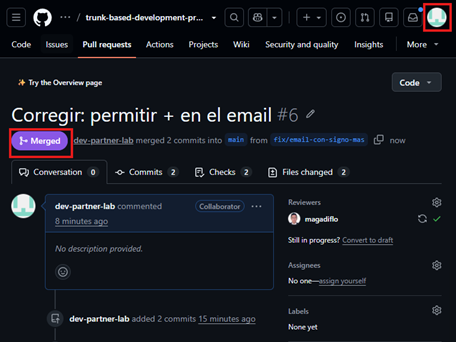 / trunk-based-development-pr...
Code Issues Pull requests Actions Projects Wiki Security and quality Insights More
Try the Overview page
Code
Corregir: permitir + en el email #6
Merged dev-partner-lab merged 2 commits into main from fix/email-con-signo-mas now
Conversation 0 Commits 2 Checks 2 Files changed 2
dev-partner-lab commented Collaborator
8 minutes ago
No description provided.
dev-partner-lab added 2 commits 15 minutes ago
Reviewers
magadiflo
Still in progress? Convert to draft
Assignees
No one—assign yourself
Labels
None yet